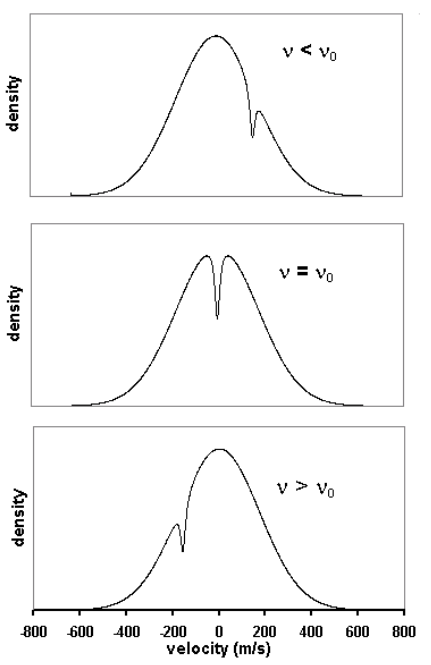 density
ν < ν₀
density
ν = ν₀
density
ν > ν₀
-800 -600 -400 -200 0 200 400 600 800
velocity (m/s)